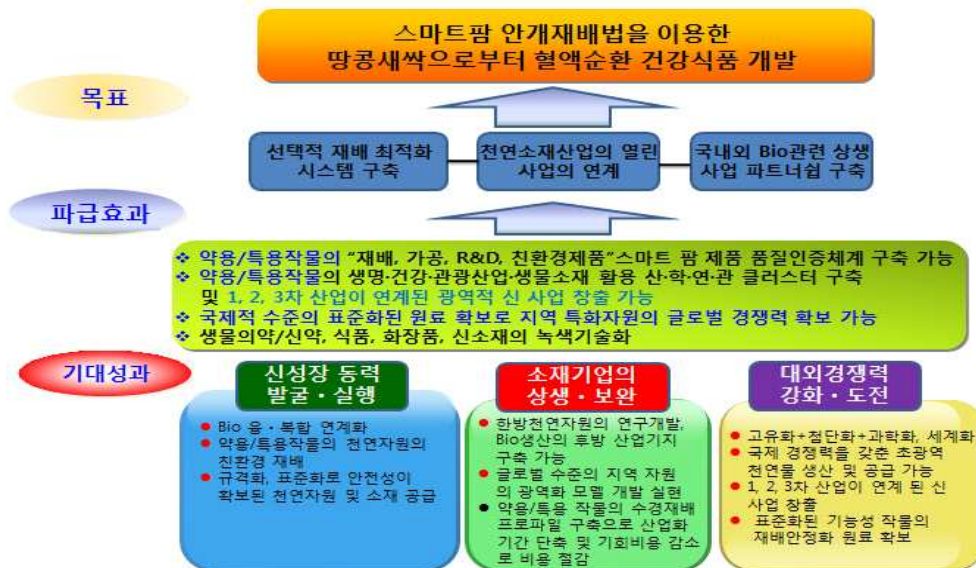 스마트팜 안개재배법을 이용한
땅콩새싹으로부터 혈액순환 건강식품 개발
목표
선택적 재배 최적화
시스템 구축
천연소재산업의 열린
사업의 연계
국내외 Bio관련 상생
사업 파트너쉽 구축
파급효과
❖ 약용/특용작물의 "재배, 가공, R&D, 친환경제품"스마트 팜 제품 품질인증체계 구축 가능
❖ 약용/특용작물의 생명·건강·관광산업·생물소재 활용 산·학·연·관 클러스터 구축
및 1, 2, 3차 산업이 연계된 광역적 신 사업 창출 가능
❖ 국제적 수준의 표준화된 원료 확보로 지역 특화자원의 글로벌 경쟁력 확보 가능
❖ 생물의약/신약, 식품, 화장품, 신소재의 녹색기술화
기대성과
신성장 동력
발굴·실행
● Bio 융·복합 연계화
● 약용/특용작물의 천연자원의
친환경 재배
● 규격화, 표준화로 안전성이
확보된 천연자원 및 소재 공급
소재기업의
상생·보완
● 한방천연자원의 연구개발,
Bio생산의 후방 산업기지
구축 가능
● 글로벌 수준의 지역 자원
의 광역화 모델 개발 실현
● 약용/특용 작물의 수경재배
프로파일 구축으로 산업화
기간 단축 및 기회비용 감소
로 비용 절감
대외경쟁력
강화·도전
● 고유화+첨단화+과학화, 세계화
● 국제 경쟁력을 갖춘 초광역
천연물 생산 및 공급 가능
● 1, 2, 3차 산업이 연계 된 신
사업 창출
● 표준화된 기능성 작물의
재배안정화 원료 확보